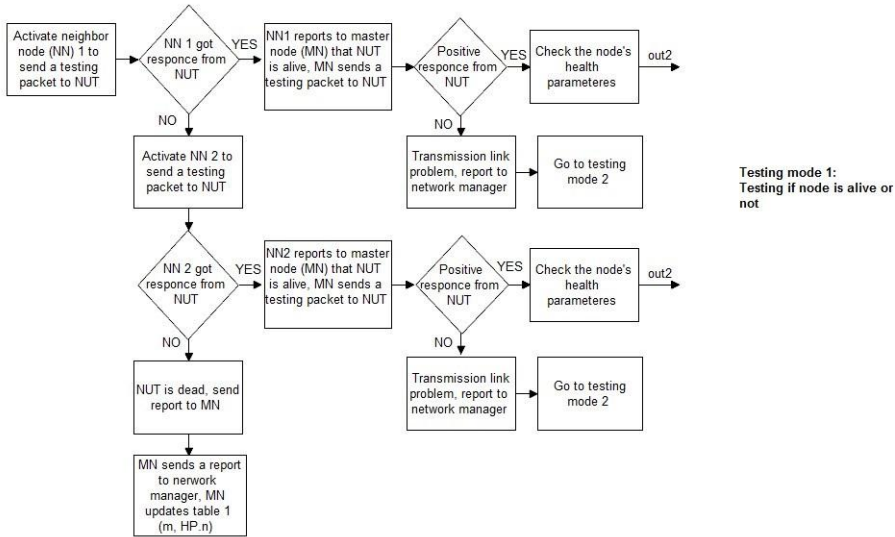 Activate neighbor
node (NN) 1 to
send a testing
packet to NUT
NN 1 got
responce from
NUT
YES
NN1 reports to master
node (MN) that NUT
is alive, MN sends a
testing packet to NUT
Positive
responce from
NUT
YES
Check the node's
health
parameteres
out2
NO
NO
Activate NN 2 to
send a testing
packet to NUT
Transmission link
problem, report to
network manager
Go to testing
mode 2
Testing mode 1:
Testing if node is alive or
not
NN 2 got
responce from
NUT
YES
NN2 reports to master
node (MN) that NUT
is alive, MN sends a
testing packet to NUT
Positive
responce from
NUT
YES
Check the node's
health
parameteres
out2
NO
NO
NUT is dead, send
report to MN
Transmission link
problem, report to
network manager
Go to testing
mode 2
MN sends a report
to nerwork
manager, MN
updates table 1
(m, HP.n)